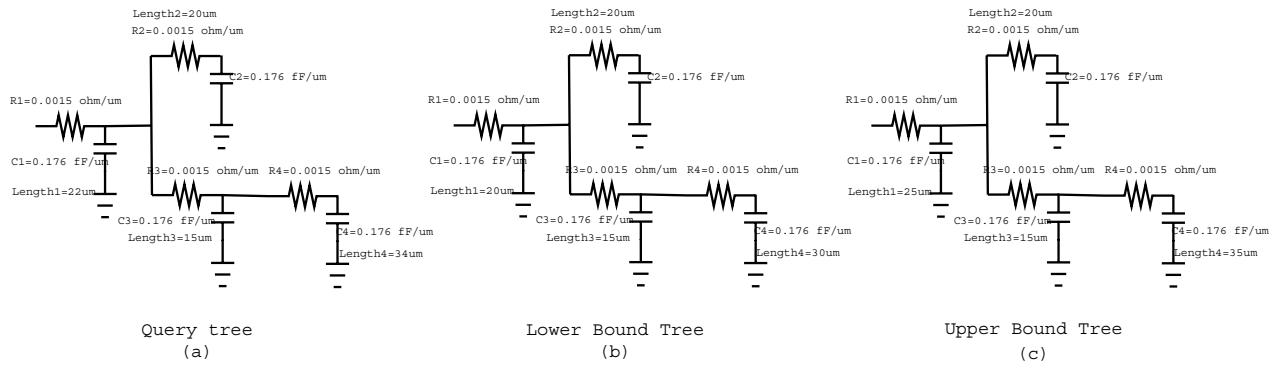 Length2=20um
R2=0.0015 ohm/um
C2=0.176 fF/um
R1=0.0015 ohm/um
C1=0.176 fF/um
R3=0.0015 ohm/um
R4=0.0015 ohm/um
Length1=22um
C3=0.176 fF/um
Length3=15um
C4=0.176 fF/um
Length4=34um
Query tree
(a)
Length2=20um
R2=0.0015 ohm/um
C2=0.176 fF/um
R1=0.0015 ohm/um
C1=0.176 fF/um
R3=0.0015 ohm/um
R4=0.0015 ohm/um
Length1=20um
C3=0.176 fF/um
Length3=15um
C4=0.176 fF/um
Length4=30um
Lower Bound Tree
(b)
Length2=20um
R2=0.0015 ohm/um
C2=0.176 fF/um
R1=0.0015 ohm/um
C1=0.176 fF/um
R3=0.0015 ohm/um
R4=0.0015 ohm/um
Length1=25um
C3=0.176 fF/um
Length3=15um
C4=0.176 fF/um
Length4=35um
Upper Bound Tree
(c)